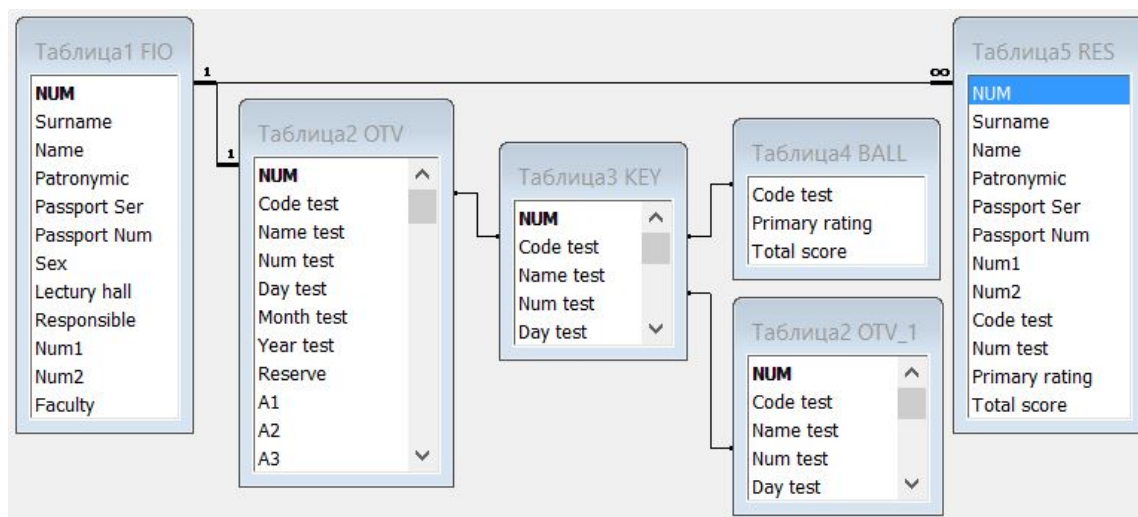 Таблица1 FIO
NUM
Surname
Name
Patronymic
Passport Ser
Passport Num
Sex
Lectury hall
Responsible
Num1
Num2
Faculty
1
1
∞
Таблица2 OTV
NUM
Code test
Name test
Num test
Day test
Month test
Year test
Reserve
A1
A2
A3
Таблица3 KEY
NUM
Code test
Name test
Num test
Day test
Таблица4 BALL
Code test
Primary rating
Total score
Таблица2 OTV_1
NUM
Code test
Name test
Num test
Day test
Таблица5 RES
NUM
Surname
Name
Patronymic
Passport Ser
Passport Num
Num1
Num2
Code test
Num test
Primary rating
Total score